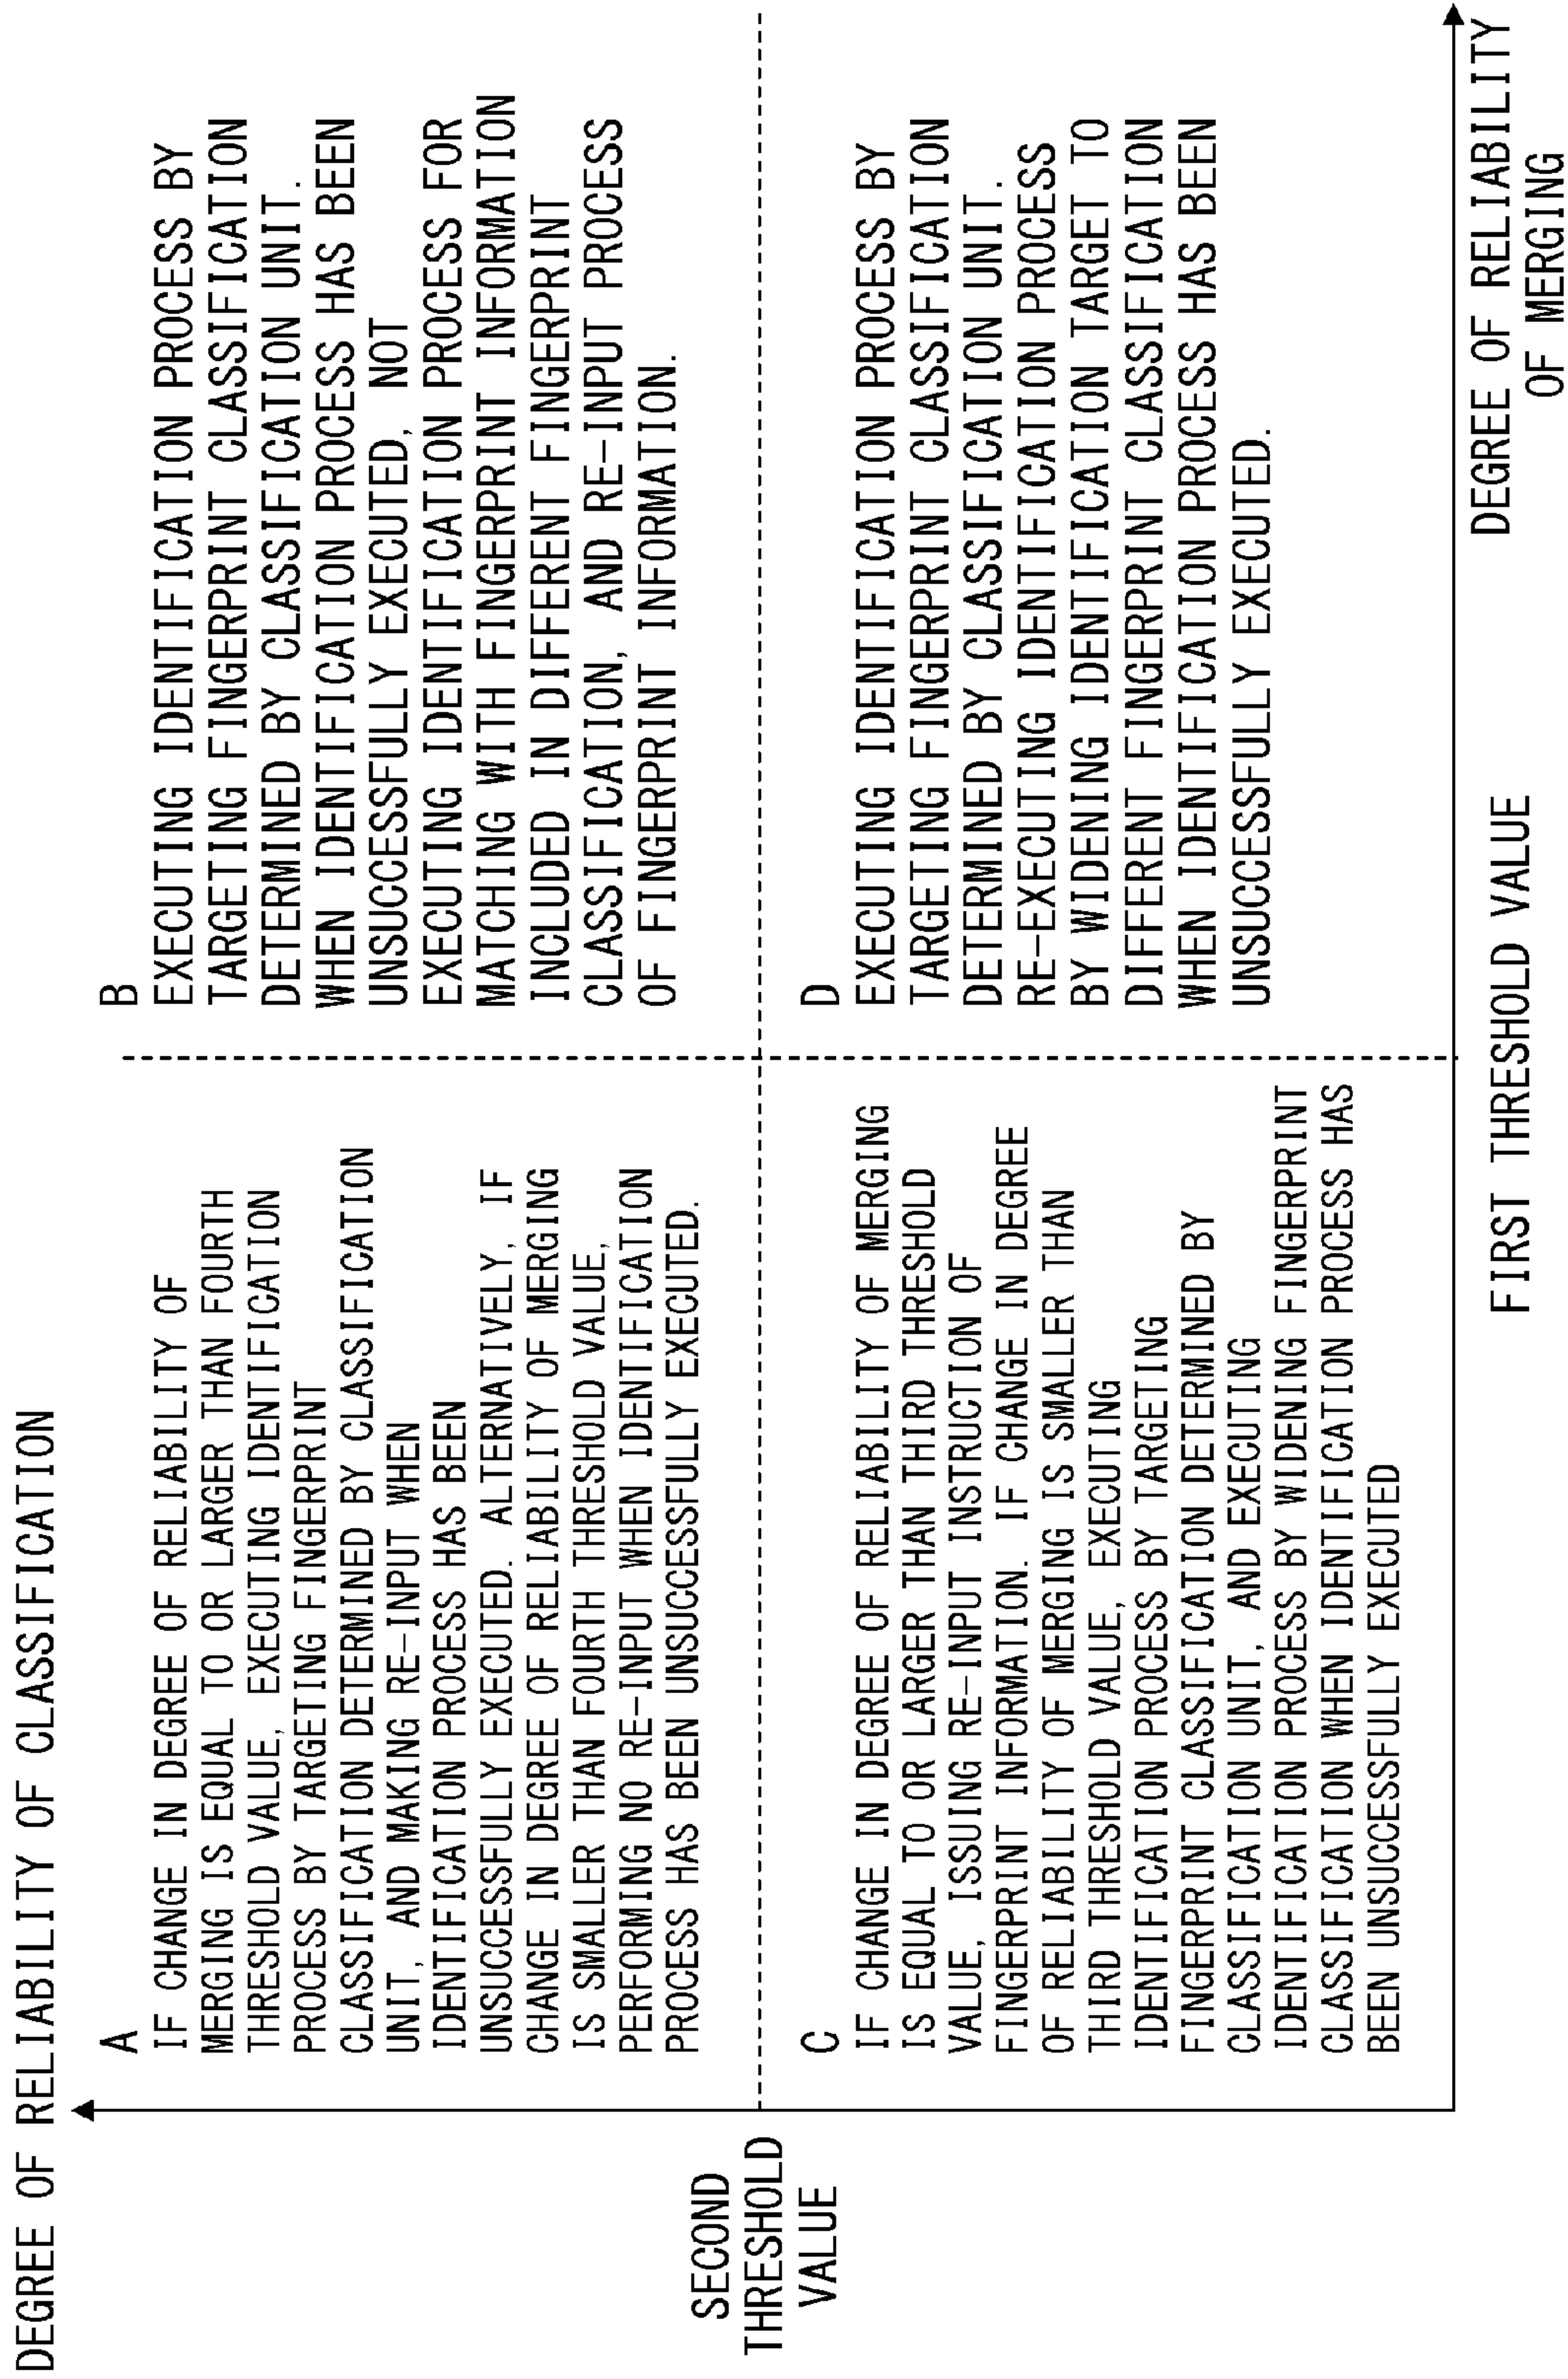 DEGREE OF RELIABILITY OF CLASSIFICATION
A
IF CHANGE IN DEGREE OF RELIABILITY OF
MERGING IS EQUAL TO OR LARGER THAN FOURTH
THRESHOLD VALUE, EXECUTING IDENTIFICATION
PROCESS BY TARGETING FINGERPRINT
CLASSIFICATION DETERMINED BY CLASSIFICATION
UNIT, AND MAKING RE-INPUT WHEN
IDENTIFICATION PROCESS HAS BEEN
UNSUCCESSFULLY EXECUTED. ALTERNATIVELY, IF
CHANGE IN DEGREE OF RELIABILITY OF MERGING
IS SMALLER THAN FOURTH THRESHOLD VALUE,
PERFORMING NO RE-INPUT WHEN IDENTIFICATION
PROCESS HAS BEEN UNSUCCESSFULLY EXECUTED.
B
EXECUTING IDENTIFICATION PROCESS BY
TARGETING FINGERPRINT CLASSIFICATION
DETERMINED BY CLASSIFICATION UNIT.
WHEN IDENTIFICATION PROCESS HAS BEEN
UNSUCCESSFULLY EXECUTED, NOT
EXECUTING IDENTIFICATION PROCESS FOR
MATCHING WITH FINGERPRINT INFORMATION
INCLUDED IN DIFFERENT FINGERPRINT
CLASSIFICATION, AND RE-INPUT PROCESS
OF FINGERPRINT INFORMATION.
SECOND
THRESHOLD
VALUE
C
IF CHANGE IN DEGREE OF RELIABILITY OF MERGING
IS EQUAL TO OR LARGER THAN THIRD THRESHOLD
VALUE, ISSUING RE-INPUT INSTRUCTION OF
FINGERPRINT INFORMATION. IF CHANGE IN DEGREE
OF RELIABILITY OF MERGING IS SMALLER THAN
THIRD THRESHOLD VALUE, EXECUTING
IDENTIFICATION PROCESS BY TARGETING
FINGERPRINT CLASSIFICATION DETERMINED BY
CLASSIFICATION UNIT, AND EXECUTING
IDENTIFICATION PROCESS BY WIDENING FINGERPRINT
CLASSIFICATION WHEN IDENTIFICATION PROCESS HAS
BEEN UNSUCCESSFULLY EXECUTED
D
EXECUTING IDENTIFICATION PROCESS BY
TARGETING FINGERPRINT CLASSIFICATION
DETERMINED BY CLASSIFICATION UNIT.
RE-EXECUTING IDENTIFICATION PROCESS
BY WIDENING IDENTIFICATION TARGET TO
DIFFERENT FINGERPRINT CLASSIFICATION
WHEN IDENTIFICATION PROCESS HAS BEEN
UNSUCCESSFULLY EXECUTED.
FIRST THRESHOLD VALUE
DEGREE OF RELIABILITY
OF MERGING